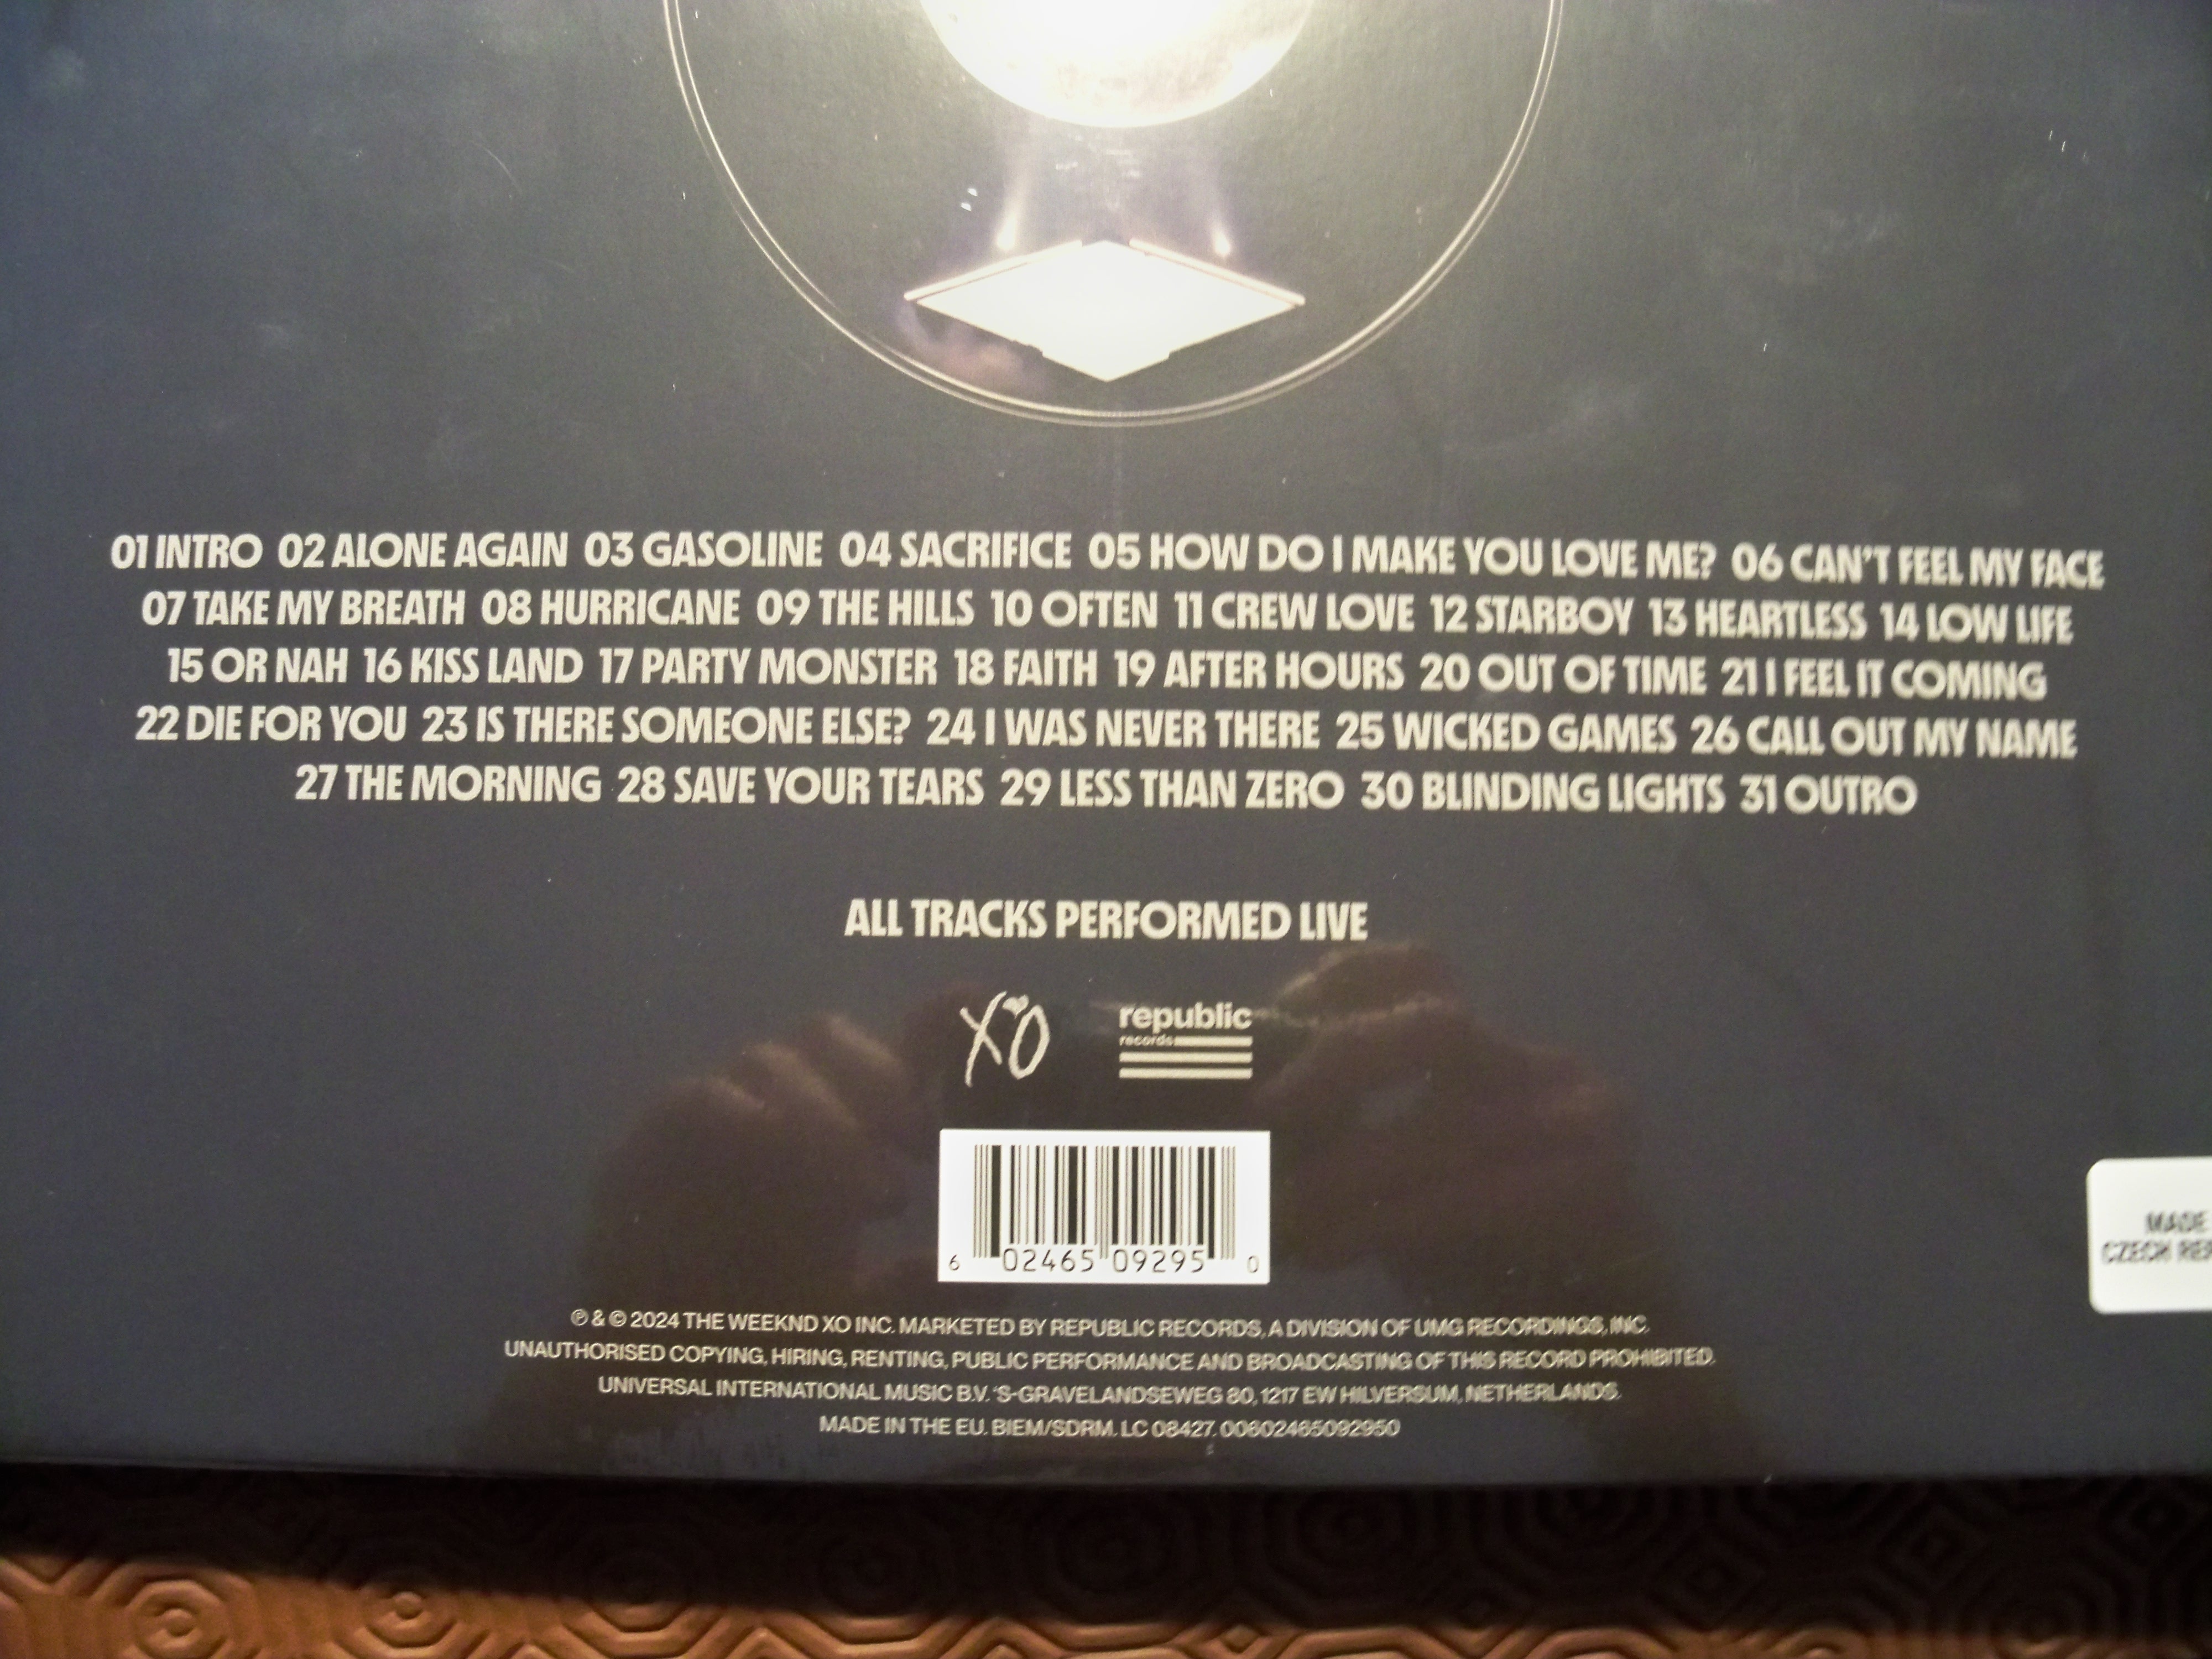 01 INTRO 02 ALONE AGAIN 03 GASOLINE 04 SACRIFICE 05 HOW DO I MAKE YOU LOVE ME? 06 CAN'T FEEL MY FACE
07 TAKE MY BREATH 08 HURRICANE 09 THE HILLS 10 OFTEN 11 CREW LOVE 12 STARBOY 13 HEARTLESS 14 LOW LIFE
15 OR NAH 16 KISS LAND 17 PARTY MONSTER 18 FAITH 19 AFTER HOURS 20 OUT OF TIME 21 I FEEL IT COMING
22 DIE FOR YOU 23 IS THERE SOMEONE ELSE? 24 I WAS NEVER THERE 25 WICKED GAMES 26 CALL OUT MY NAME
27 THE MORNING 28 SAVE YOUR TEARS 29 LESS THAN ZERO 30 BLINDING LIGHTS 31 OUTRO
ALL TRACKS PERFORMED LIVE
XO
republic
records
6 02465 09295 0
MADE
CZECH
℗ & © 2024 THE WEEKND XO INC. MARKETED BY REPUBLIC RECORDS, A DIVISION OF UMG RECORDINGS, INC.
UNAUTHORISED COPYING, HIRING, RENTING, PUBLIC PERFORMANCE AND BROADCASTING OF THIS RECORD PROHIBITED.
UNIVERSAL INTERNATIONAL MUSIC B.V. 'S-GRAVELANDSEWEG 80, 1217 EW HILVERSUM, NETHERLANDS.
MADE IN THE EU. BIEM/SDRM. LC 08427. 00602465092950